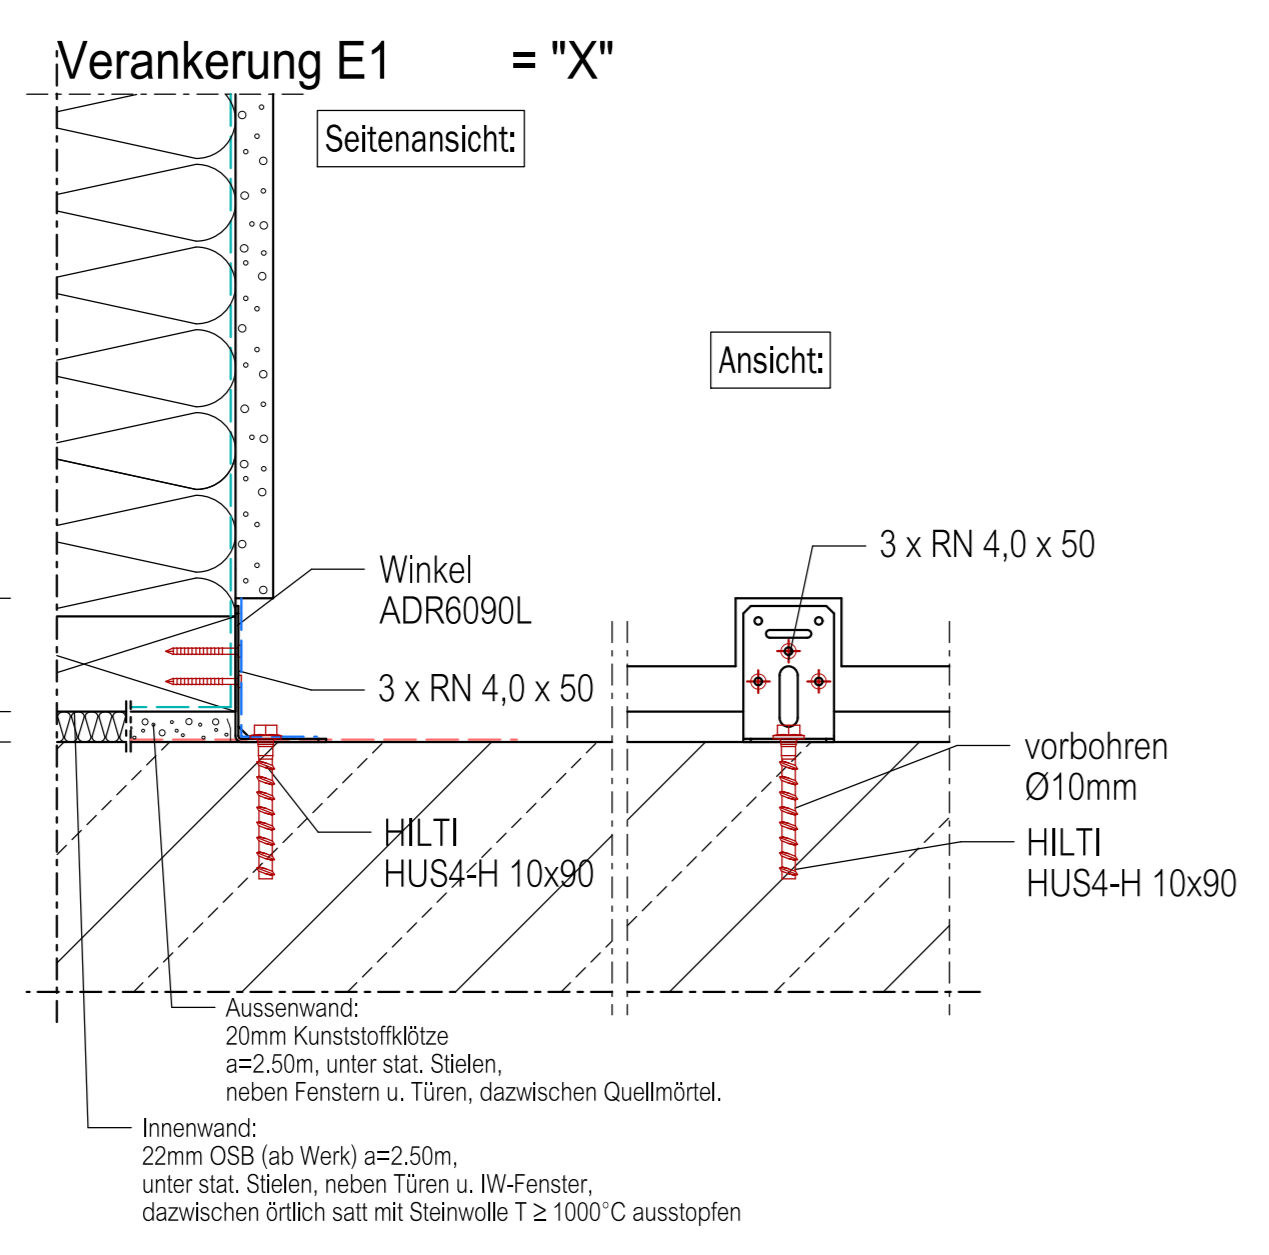 Verankerung E1 = "X"
Seitenansicht:
Ansicht:
Winkel
ADR6090L
3 x RN 4,0 x 50
HILTI
HUS4-H 10x90
3 x RN 4,0 x 50
vorbohren
Ø10mm
HILTI
HUS4-H 10x90
Aussenwand:
20mm Kunststoffklötze
a=2.50m, unter stat. Stielen,
neben Fenstern u. Türen, dazwischen Quellmörtel.
Innenwand:
22mm OSB (ab Werk) a=2.50m,
unter stat. Stielen, neben Türen u. IW-Fenster,
dazwischen örtlich satt mit Steinwolle T ≥ 1000°C ausstopfen